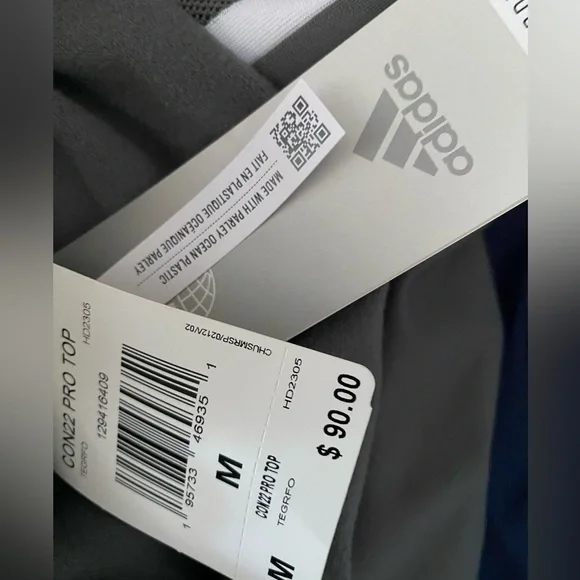 adidas
MADE WITH PARLEY OCEAN PLASTIC
FAIT EN PLASTIQUE OCÉANIQUE PARLEY
CON22 PRO TOP
HD2305
TEGRFO
129416409
CHUSMRSP/0212/02
1 95733 46935 1
M
HD2305
$ 90.00
CON22 PRO TOP
TEGRFO
M